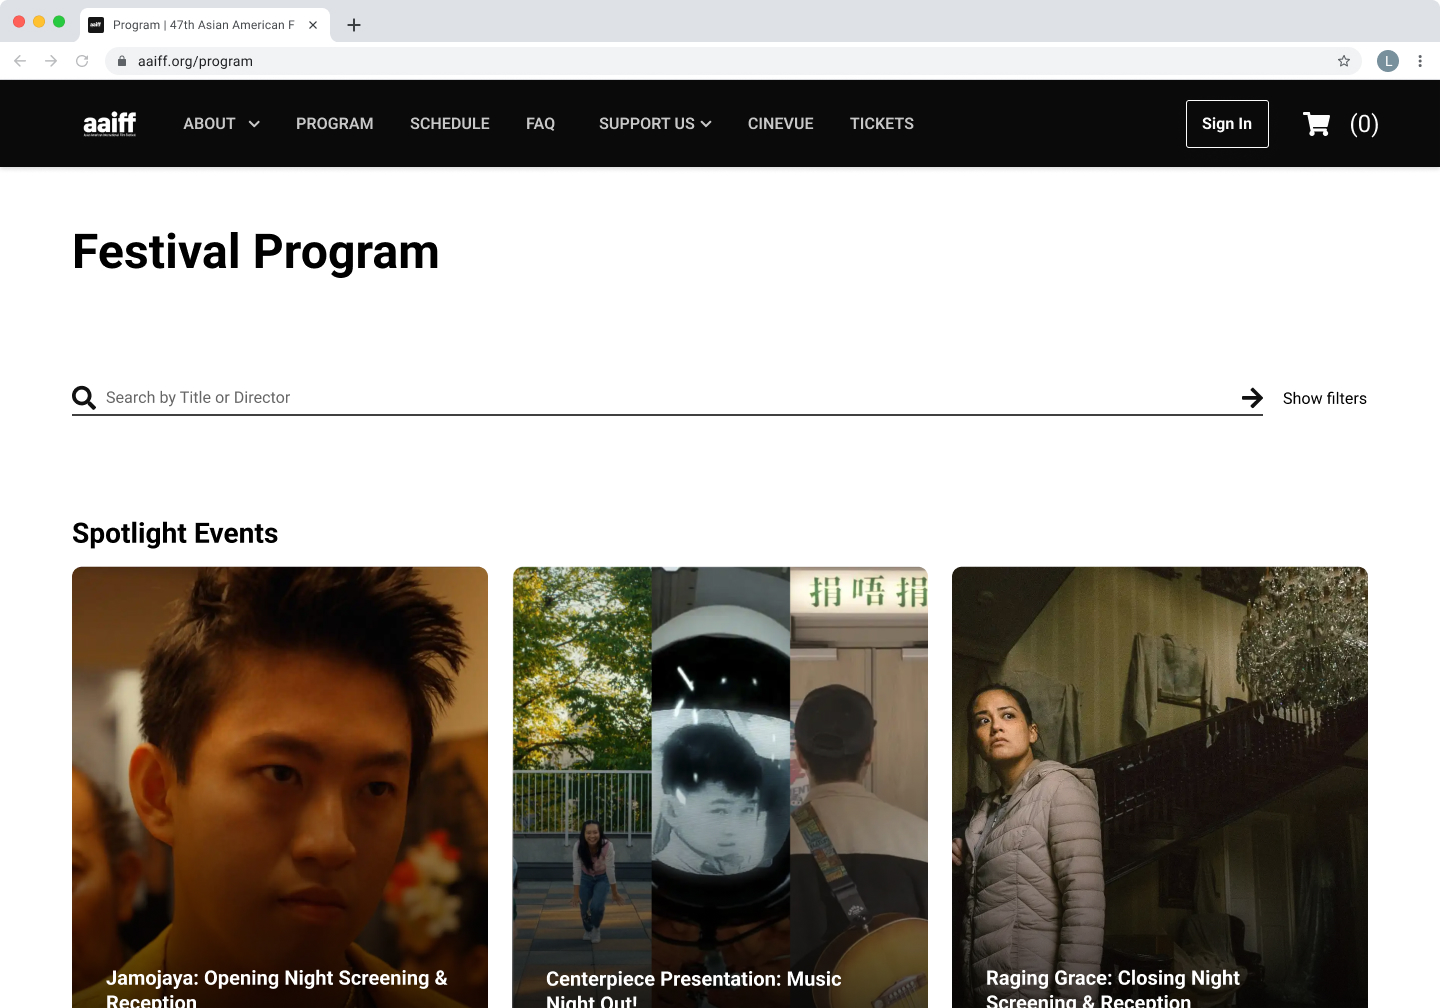 Program | 47th Asian American F
aaiff.org/program
L
aaiff
ABOUT
PROGRAM
SCHEDULE
FAQ
SUPPORT US
CINEVUE
TICKETS
Sign In
(0)
Festival Program
Search by Title or Director
Show filters
Spotlight Events
捐唔捐
Jamojaya: Opening Night Screening &
Reception
Centerpiece Presentation: Music
Night Out!
Raging Grace: Closing Night
Screening & Reception